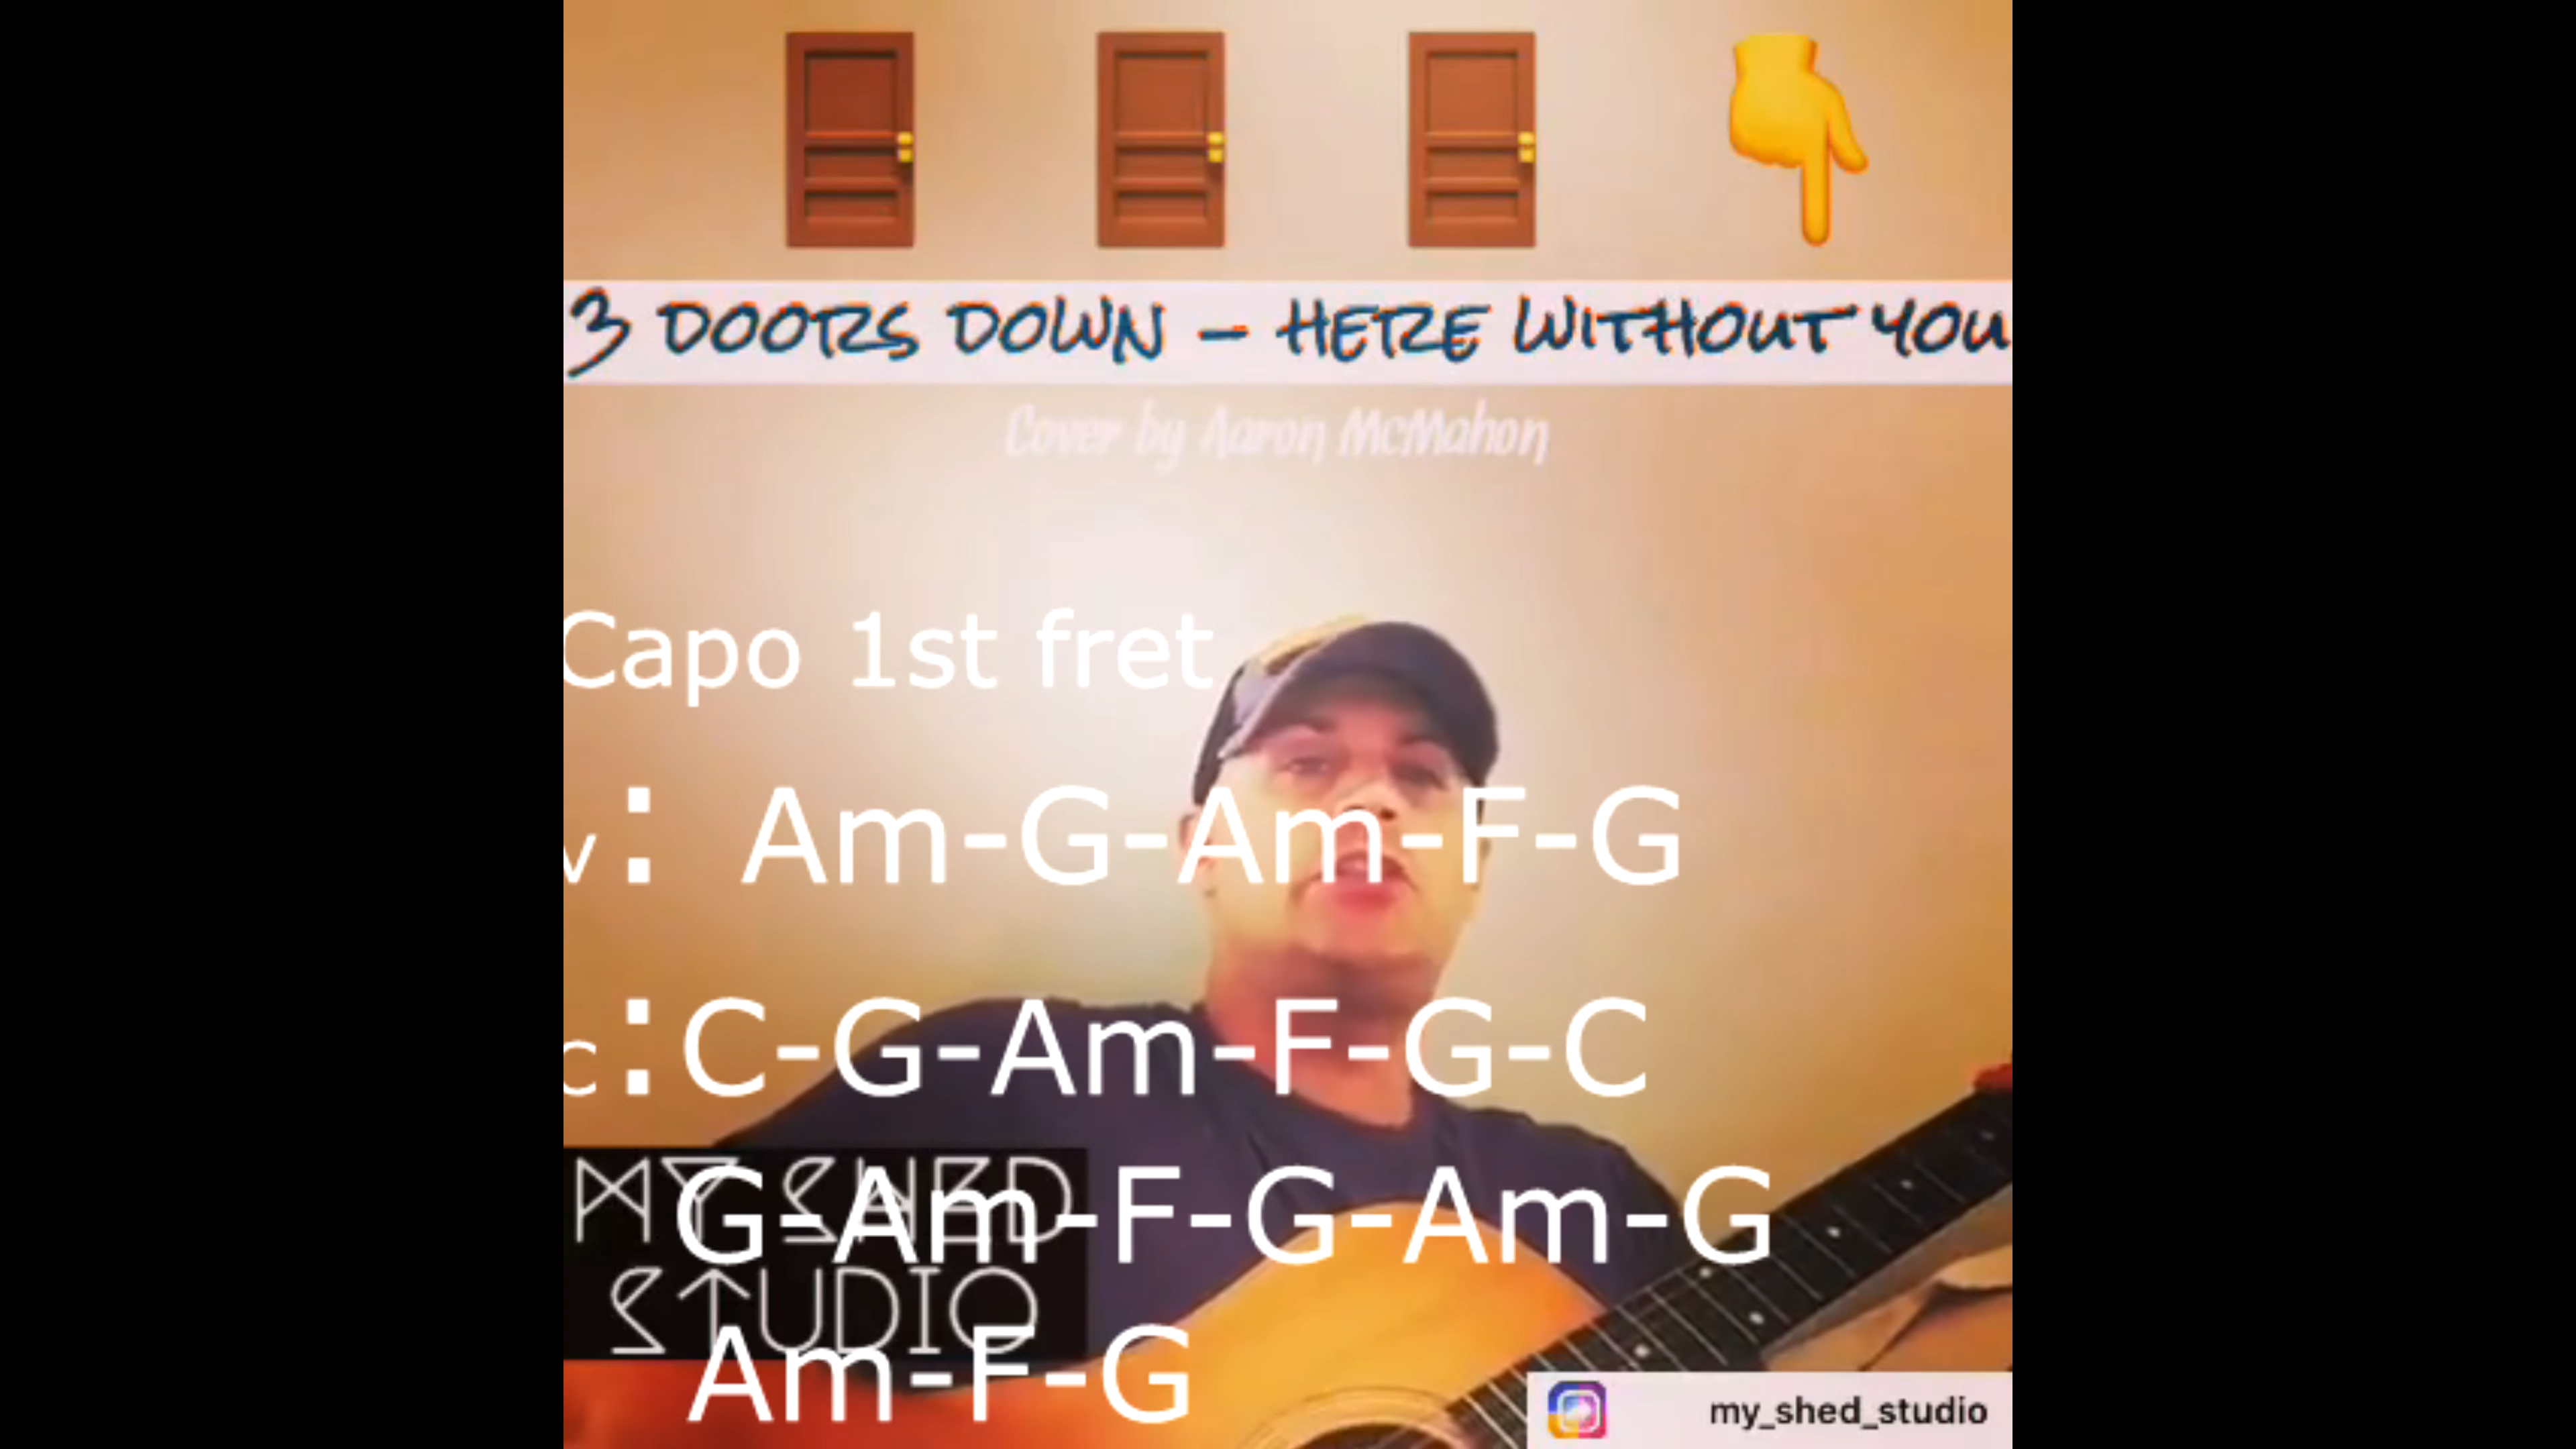 3 DOORS DOWN - HERE WITHOUT YOU
Cover by Aaron McMahon
Capo 1st fret
v: Am-G-Am-F-G
c:C-G-Am-F-G-C
G-Am-F-G-Am-G
Am-F-G
MY SHED
STUDIO
my_shed_studio